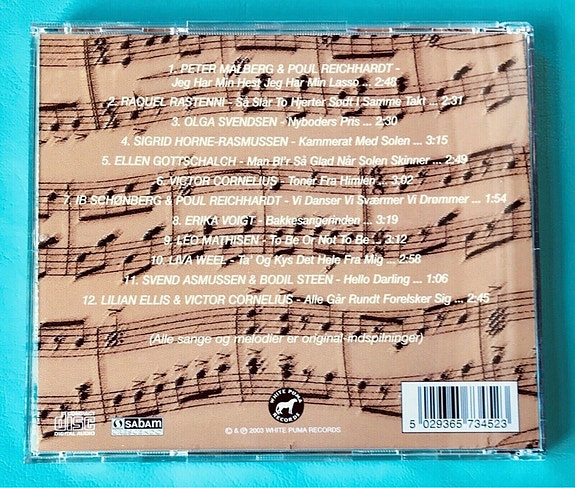 1. PETER MALBERG & POUL REICHHARDT -
Jeg Har Min Hest Jeg Har Min Lasso ... 2:48
2. RAQUEL RASTENNI - Så Slår To Hjerter Sødt I Samme Takt ... 2:31
3. OLGA SVENDSEN - Nyboders Pris ... 2:30
4. SIGRID HORNE-RASMUSSEN - Kammerat Med Solen ... 3:15
5. ELLEN GOTTSCHALCH - Man Bl'r Så Glad Når Solen Skinner ... 2:49
6. VICTOR CORNELIUS - Toner Fra Himlen ... 3:02
7. IB SCHØNBERG & POUL REICHHARDT - Vi Danser Vi Sværmer Vi Drømmer ... 1:54
8. ERIKA VOIGT - Bakkesangerinden ... 3:19
9. LEO MATHISEN - To Be Or Not To Be ... 3:12
10. LIVA WEEL - Ta' Og Kys Det Hele Fra Mig ... 2:58
11. SVEND ASMUSSEN & BODIL STEEN - Hello Darling ... 1:06
12. LILIAN ELLIS & VICTOR CORNELIUS - Alle Går Rundt Forelsker Sig ... 2:45
(Alle sange og melodier er original-indspilninger)
COMPACT
disc
DIGITAL AUDIO
sabam
WHITE PUMA
RECORDS
© & ℗ 2003 WHITE PUMA RECORDS
5 029365 734523